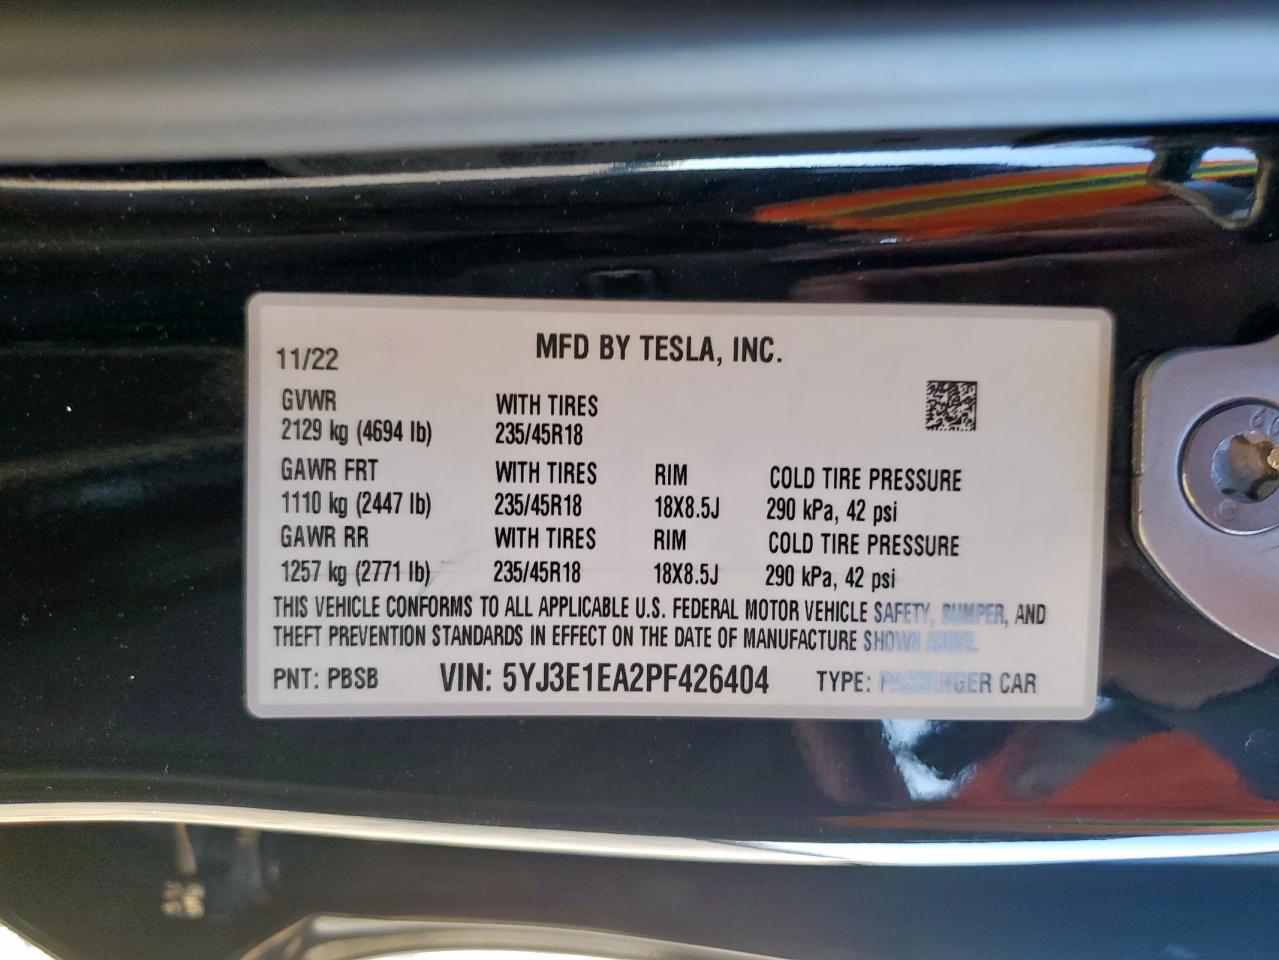 MFD BY TESLA, INC.
11/22
GVWR WITH TIRES
2129 kg (4694 lb) 235/45R18
GAWR FRT WITH TIRES RIM COLD TIRE PRESSURE
1110 kg (2447 lb) 235/45R18 18X8.5J 290 kPa, 42 psi
GAWR RR WITH TIRES RIM COLD TIRE PRESSURE
1257 kg (2771 lb) 235/45R18 18X8.5J 290 kPa, 42 psi
THIS VEHICLE CONFORMS TO ALL APPLICABLE U.S. FEDERAL MOTOR VEHICLE SAFETY, BUMPER, AND
THEFT PREVENTION STANDARDS IN EFFECT ON THE DATE OF MANUFACTURE SHOWN ABOVE.
PNT: PBSB VIN: 5YJ3E1EA2PF426404 TYPE: PASSENGER CAR